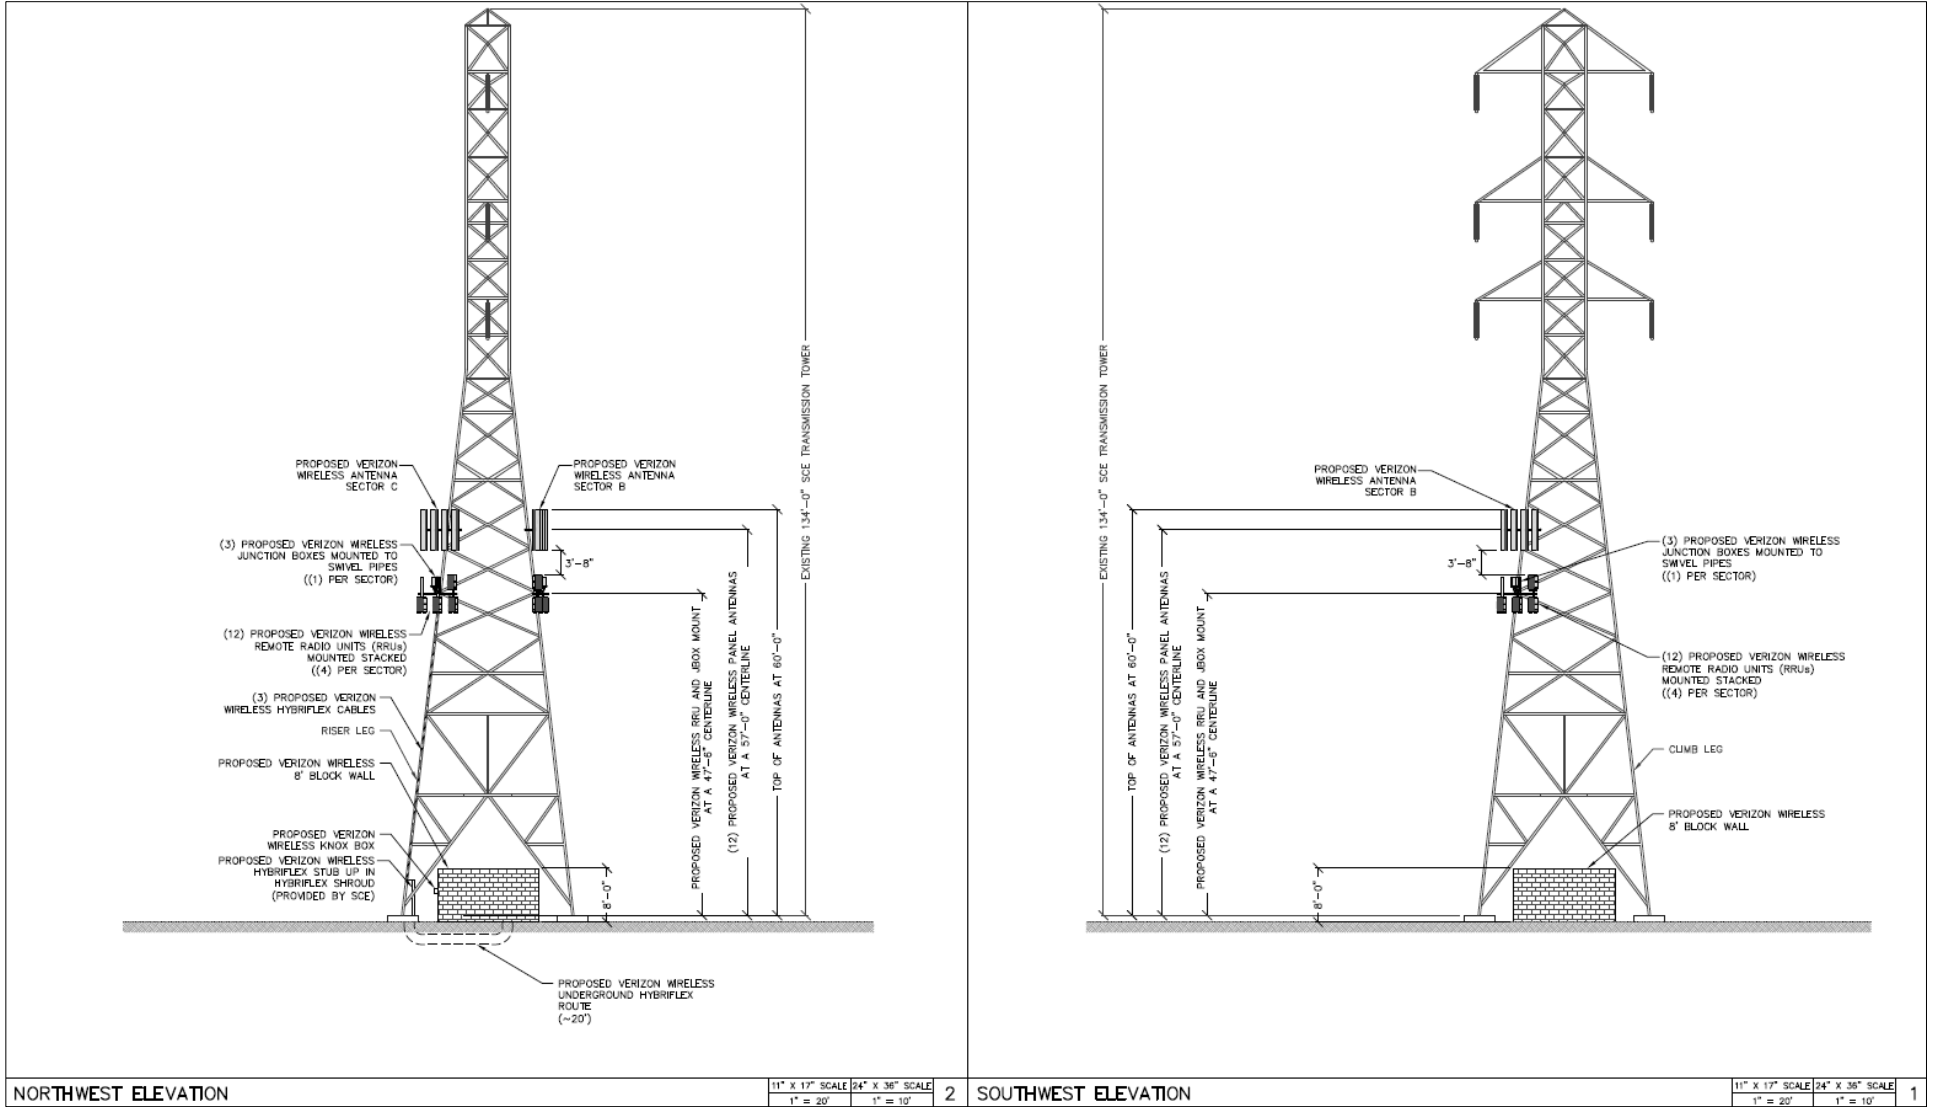 EXISTING 134'-0" SCE TRANSMISSION TOWER
PROPOSED VERIZON
WIRELESS ANTENNA
SECTOR C
PROPOSED VERIZON
WIRELESS ANTENNA
SECTOR B
(3) PROPOSED VERIZON WIRELESS
JUNCTION BOXES MOUNTED TO
SWIVEL PIPES
((1) PER SECTOR)
3'-8"
(12) PROPOSED VERIZON WIRELESS
REMOTE RADIO UNITS (RRUs)
MOUNTED STACKED
((4) PER SECTOR)
(3) PROPOSED VERIZON
WIRELESS HYBRIFLEX CABLES
RISER LEG
PROPOSED VERIZON WIRELESS
8' BLOCK WALL
PROPOSED VERIZON
WIRELESS KNOX BOX
PROPOSED VERIZON WIRELESS
HYBRIFLEX STUB UP IN
HYBRIFLEX SHROUD
(PROVIDED BY SCE)
8'-0"
PROPOSED VERIZON WIRELESS RRU AND JBOX MOUNT
AT A 47'-6" CENTERLINE
(12) PROPOSED VERIZON WIRELESS PANEL ANTENNAS
AT A 57'-0" CENTERLINE
TOP OF ANTENNAS AT 60'-0"
PROPOSED VERIZON WIRELESS
UNDERGROUND HYBRIFLEX
ROUTE
(~20')
NORTHWEST ELEVATION
11" X 17" SCALE
1" = 20'
24" X 36" SCALE
1" = 10'
2
EXISTING 134'-0" SCE TRANSMISSION TOWER
PROPOSED VERIZON
WIRELESS ANTENNA
SECTOR B
3'-8"
(3) PROPOSED VERIZON WIRELESS
JUNCTION BOXES MOUNTED TO
SWIVEL PIPES
((1) PER SECTOR)
(12) PROPOSED VERIZON WIRELESS
REMOTE RADIO UNITS (RRUs)
MOUNTED STACKED
((4) PER SECTOR)
TOP OF ANTENNAS AT 60'-0"
(12) PROPOSED VERIZON WIRELESS PANEL ANTENNAS
AT A 57'-0" CENTERLINE
PROPOSED VERIZON WIRELESS RRU AND JBOX MOUNT
AT A 47'-6" CENTERLINE
CLIMB LEG
PROPOSED VERIZON WIRELESS
8' BLOCK WALL
8'-0"
SOUTHWEST ELEVATION
11" X 17" SCALE
1" = 20'
24" X 36" SCALE
1" = 10'
1